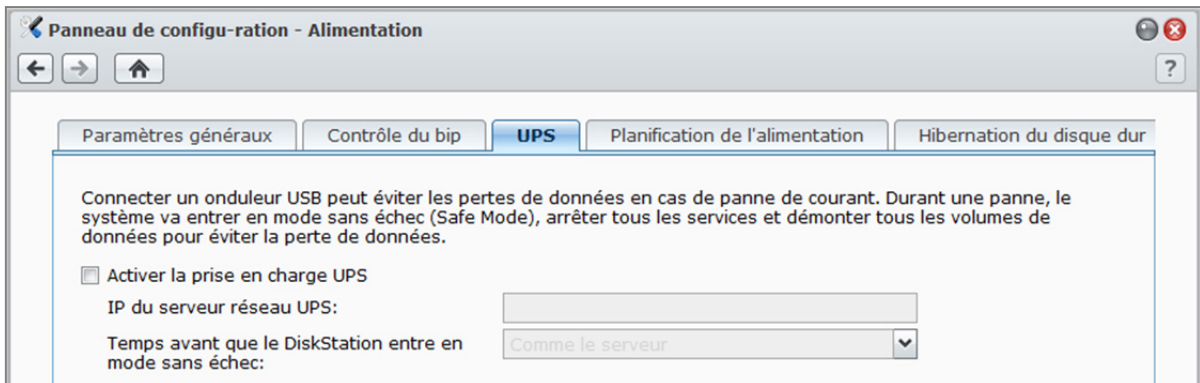 Panneau de configu-ration - Alimentation
?
Paramètres généraux Contrôle du bip UPS Planification de l'alimentation Hibernation du disque dur
Connecter un onduleur USB peut éviter les pertes de données en cas de panne de courant. Durant une panne, le
système va entrer en mode sans échec (Safe Mode), arrêter tous les services et démonter tous les volumes de
données pour éviter la perte de données.
Activer la prise en charge UPS
IP du serveur réseau UPS:
Temps avant que le DiskStation entre en Comme le serveur
mode sans échec: